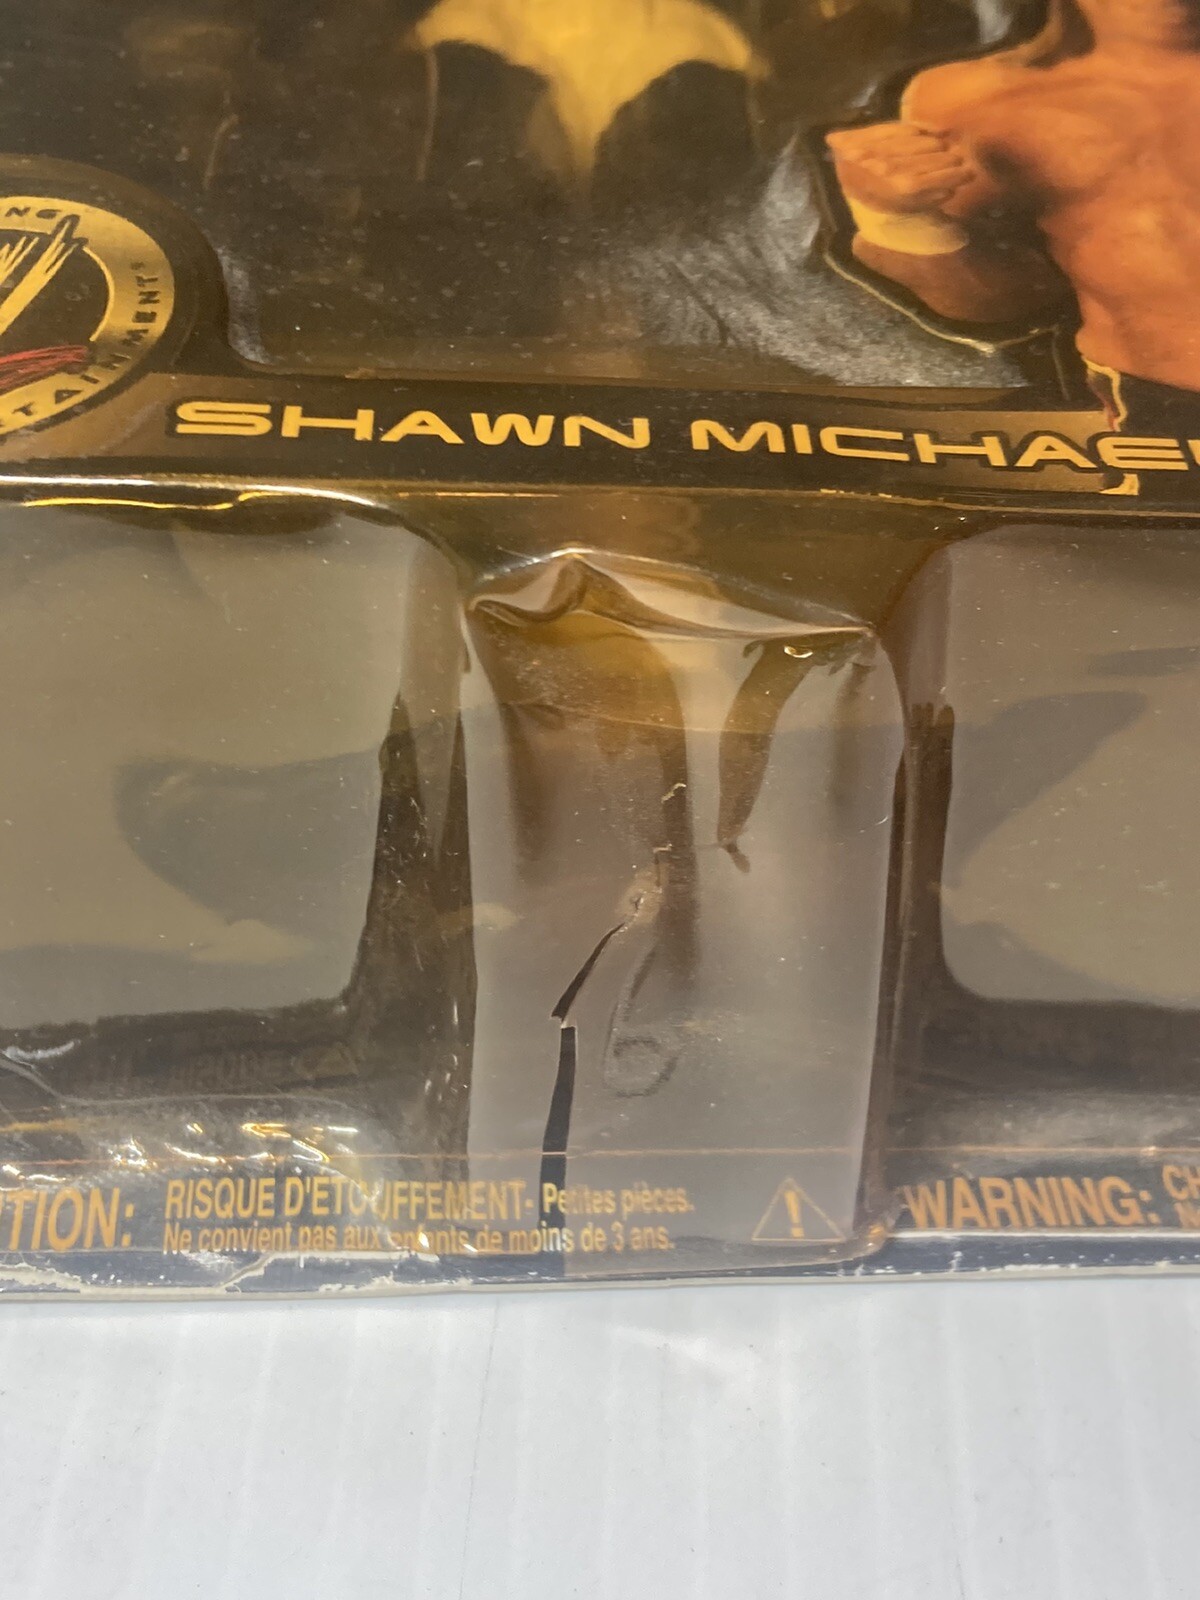 SHAWN MICHAE
TION:
RISQUE D'ETOUFFEMENT- Petites pièces.
Ne convient pas aux enfants de moins de 3 ans.
!
WARNING: